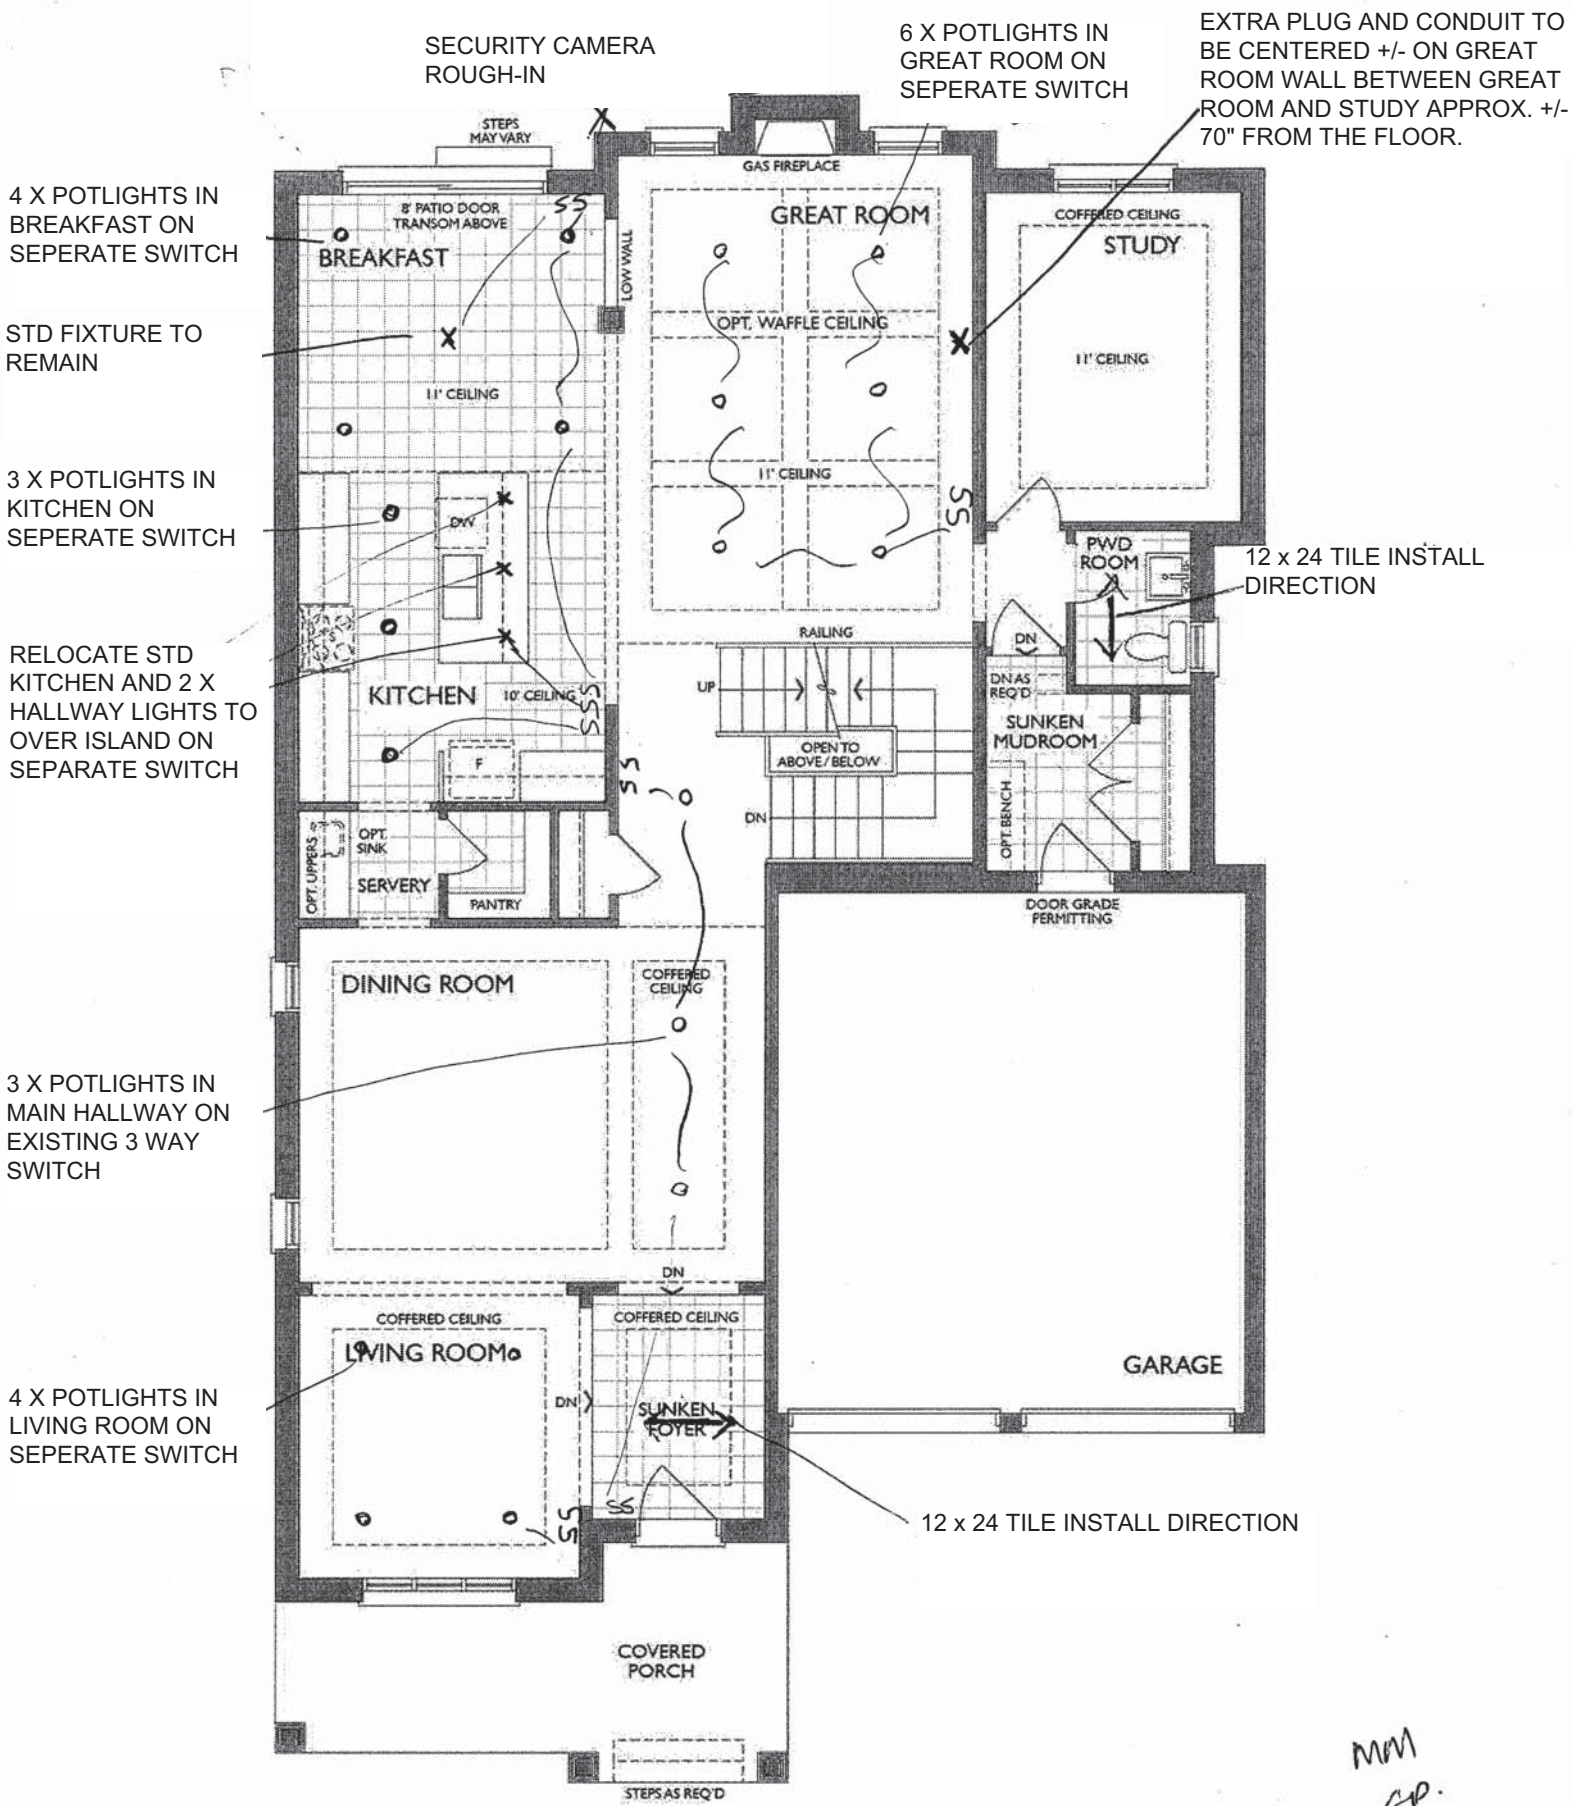 SECURITY CAMERA
ROUGH-IN
6 X POTLIGHTS IN
GREAT ROOM ON
SEPERATE SWITCH
EXTRA PLUG AND CONDUIT TO
BE CENTERED +/- ON GREAT
ROOM WALL BETWEEN GREAT
ROOM AND STUDY APPROX. +/-
70" FROM THE FLOOR.
4 X POTLIGHTS IN
BREAKFAST ON
SEPERATE SWITCH
STD FIXTURE TO
REMAIN
3 X POTLIGHTS IN
KITCHEN ON
SEPERATE SWITCH
RELOCATE STD
KITCHEN AND 2 X
HALLWAY LIGHTS TO
OVER ISLAND ON
SEPARATE SWITCH
3 X POTLIGHTS IN
MAIN HALLWAY ON
EXISTING 3 WAY
SWITCH
4 X POTLIGHTS IN
LIVING ROOM ON
SEPERATE SWITCH
STEPS
MAY VARY
8' PATIO DOOR
TRANSOM ABOVE
SS
BREAKFAST
11' CEILING
LOW WALL
GAS FIREPLACE
GREAT ROOM
OPT. WAFFLE CEILING
11' CEILING
SS
COFFERED CEILING
STUDY
11' CEILING
PWD
ROOM
12 x 24 TILE INSTALL
DIRECTION
DW
KITCHEN
10' CEILING
SSS
F
RAILING
UP
OPEN TO
ABOVE / BELOW
DN
SS
DN
DN AS
REQ'D
SUNKEN
MUDROOM
OPT. BENCH
OPT. UPPERS
OPT.
SINK
SERVERY
PANTRY
DOOR GRADE
PERMITTING
DINING ROOM
COFFERED
CEILING
DN
COFFERED CEILING
LIVING ROOM
SS
COFFERED CEILING
DN
SUNKEN
FOYER
SS
GARAGE
12 x 24 TILE INSTALL DIRECTION
COVERED
PORCH
STEPS AS REQ'D
MM